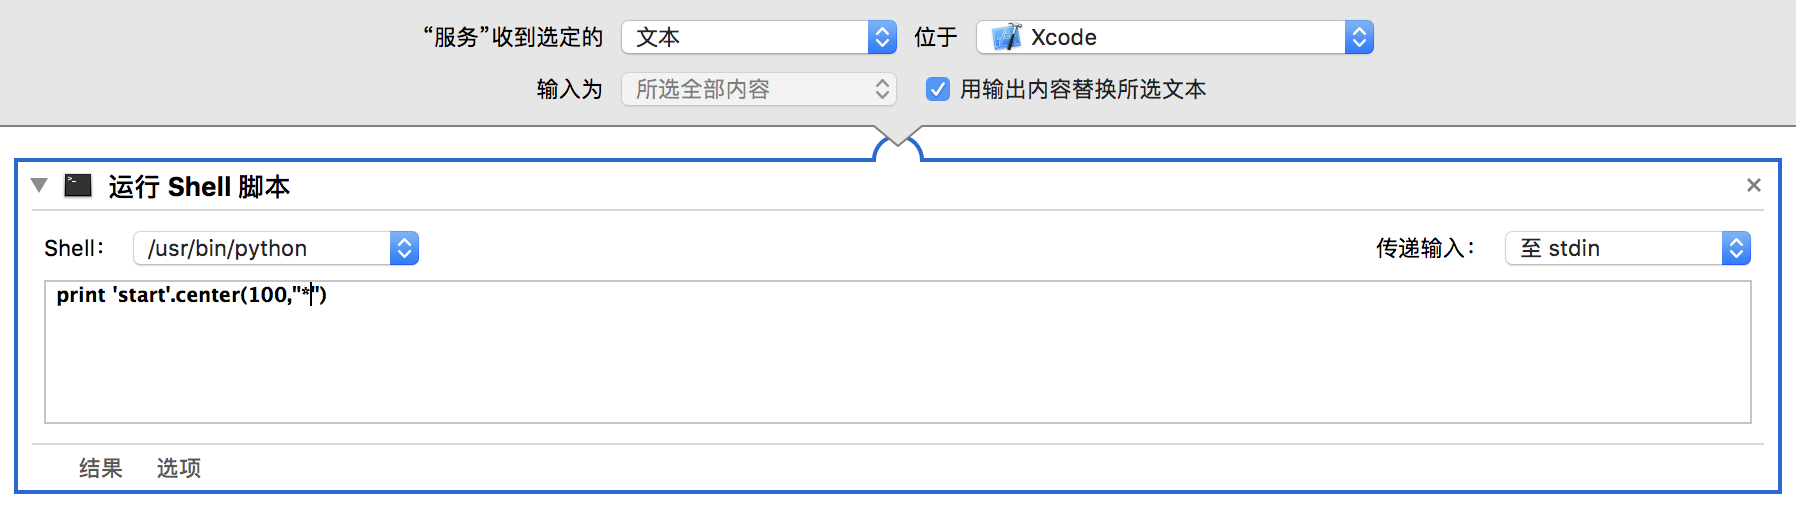 “服务”收到选定的 文本 位于 Xcode
输入为 所选全部内容 用输出内容替换所选文本
运行 Shell 脚本
Shell： /usr/bin/python 传递输入： 至 stdin
print 'start'.center(100,"*")
结果 选项